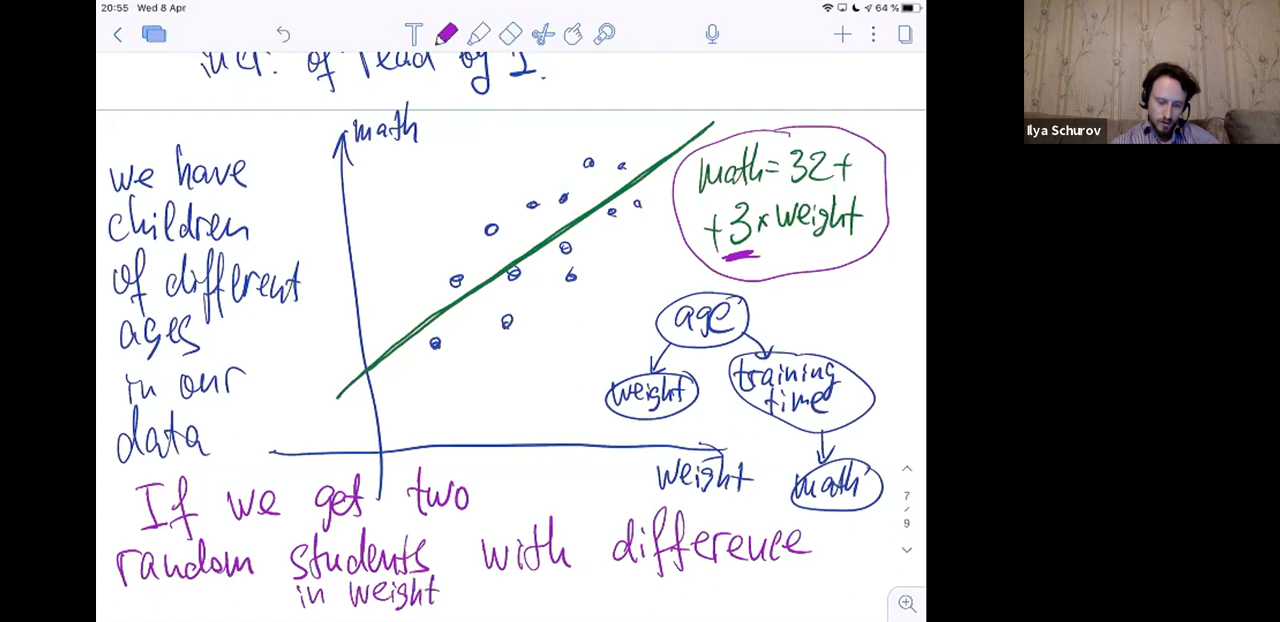 20:55 Wed 8 Apr
64 %
T
of read by 1.
math
we have
children
of different
ages
in our
data
math = 32 +
+ 3 × weight
age
weight
training
time
math
weight
If we get two
random students with difference
in weight
7
/
9
Ilya Schurov